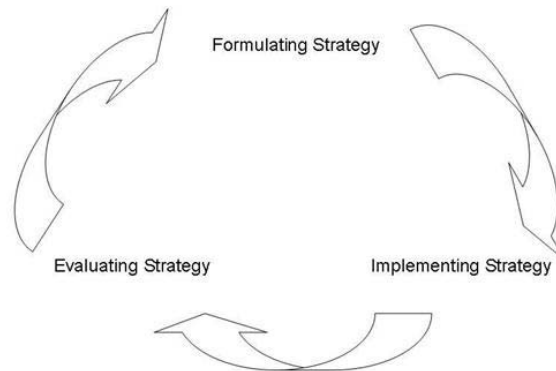 Formulating Strategy
Evaluating Strategy
Implementing Strategy